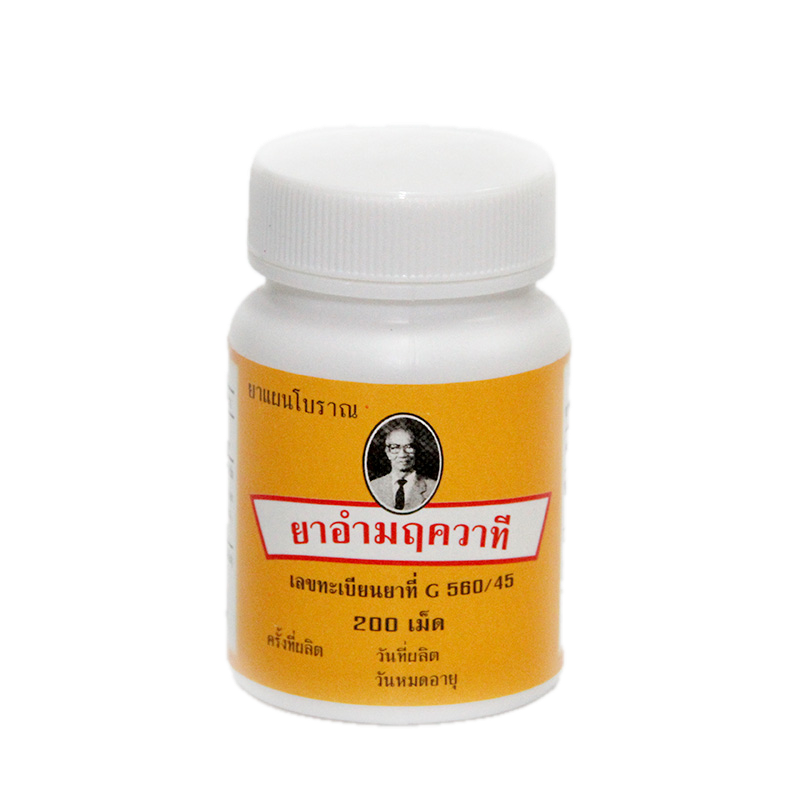 ยาแผนโบราณ
ยาอำมฤควาที
เลขทะเบียนยาที่ G 560/45
200 เม็ด
ครั้งที่ผลิต
วันที่ผลิต
วันหมดอายุ